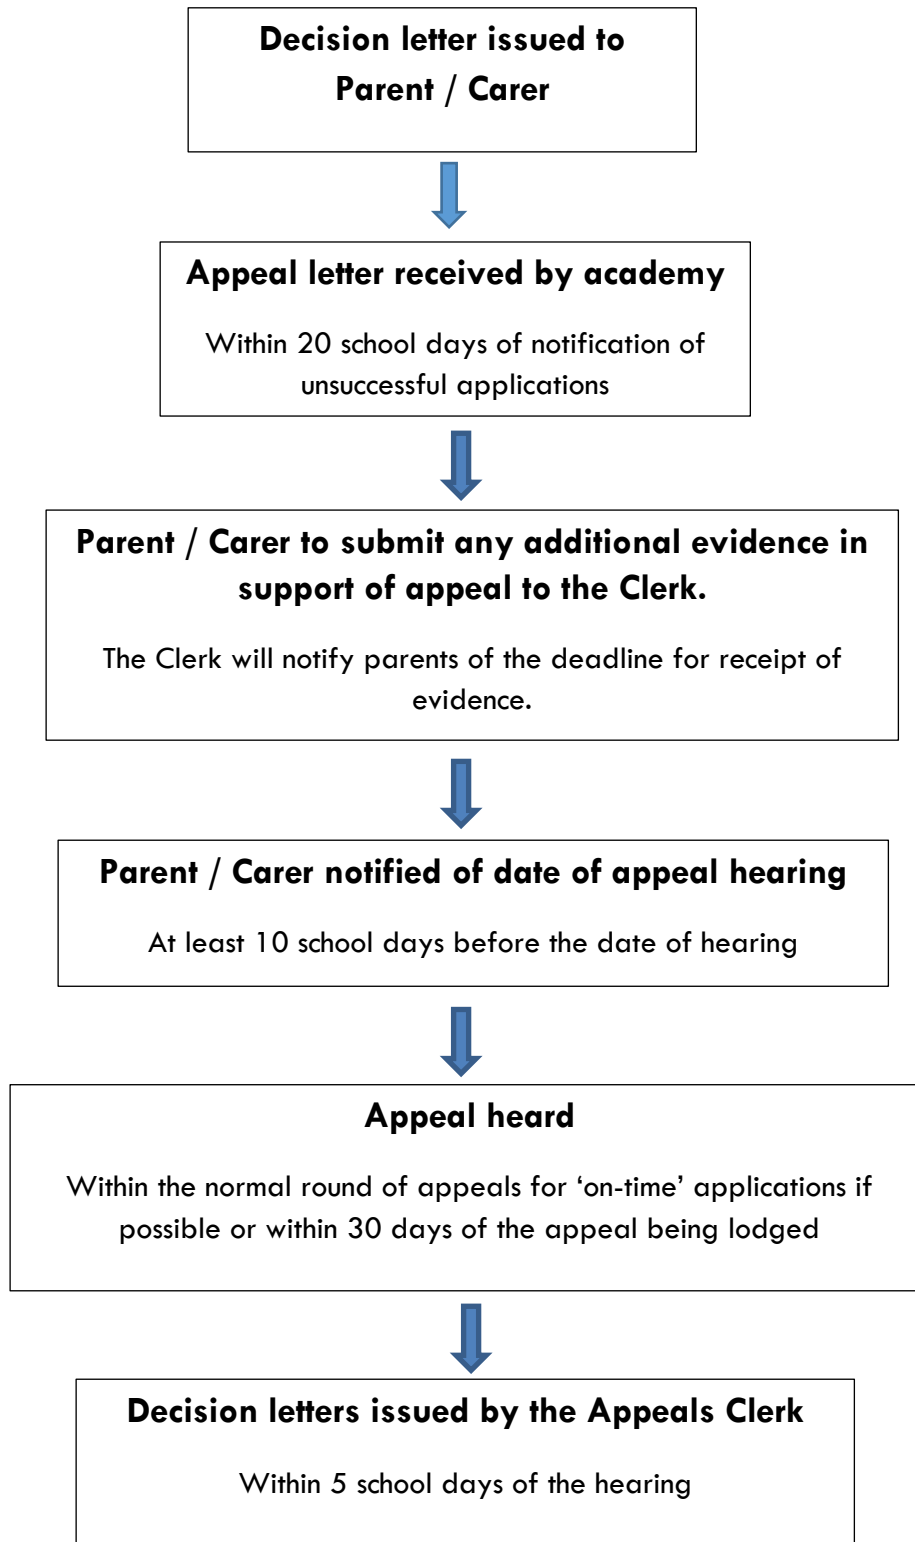 Decision letter issued to
Parent / Carer
Appeal letter received by academy
Within 20 school days of notification of
unsuccessful applications
Parent / Carer to submit any additional evidence in
support of appeal to the Clerk.
The Clerk will notify parents of the deadline for receipt of
evidence.
Parent / Carer notified of date of appeal hearing
At least 10 school days before the date of hearing
Appeal heard
Within the normal round of appeals for ‘on-time’ applications if
possible or within 30 days of the appeal being lodged
Decision letters issued by the Appeals Clerk
Within 5 school days of the hearing